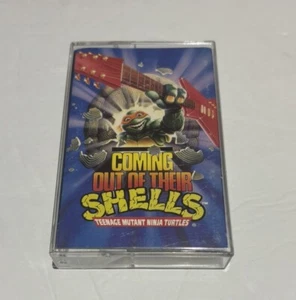 COMING
OUT OF THEIR
SHELLS
TEENAGE MUTANT NINJA TURTLES